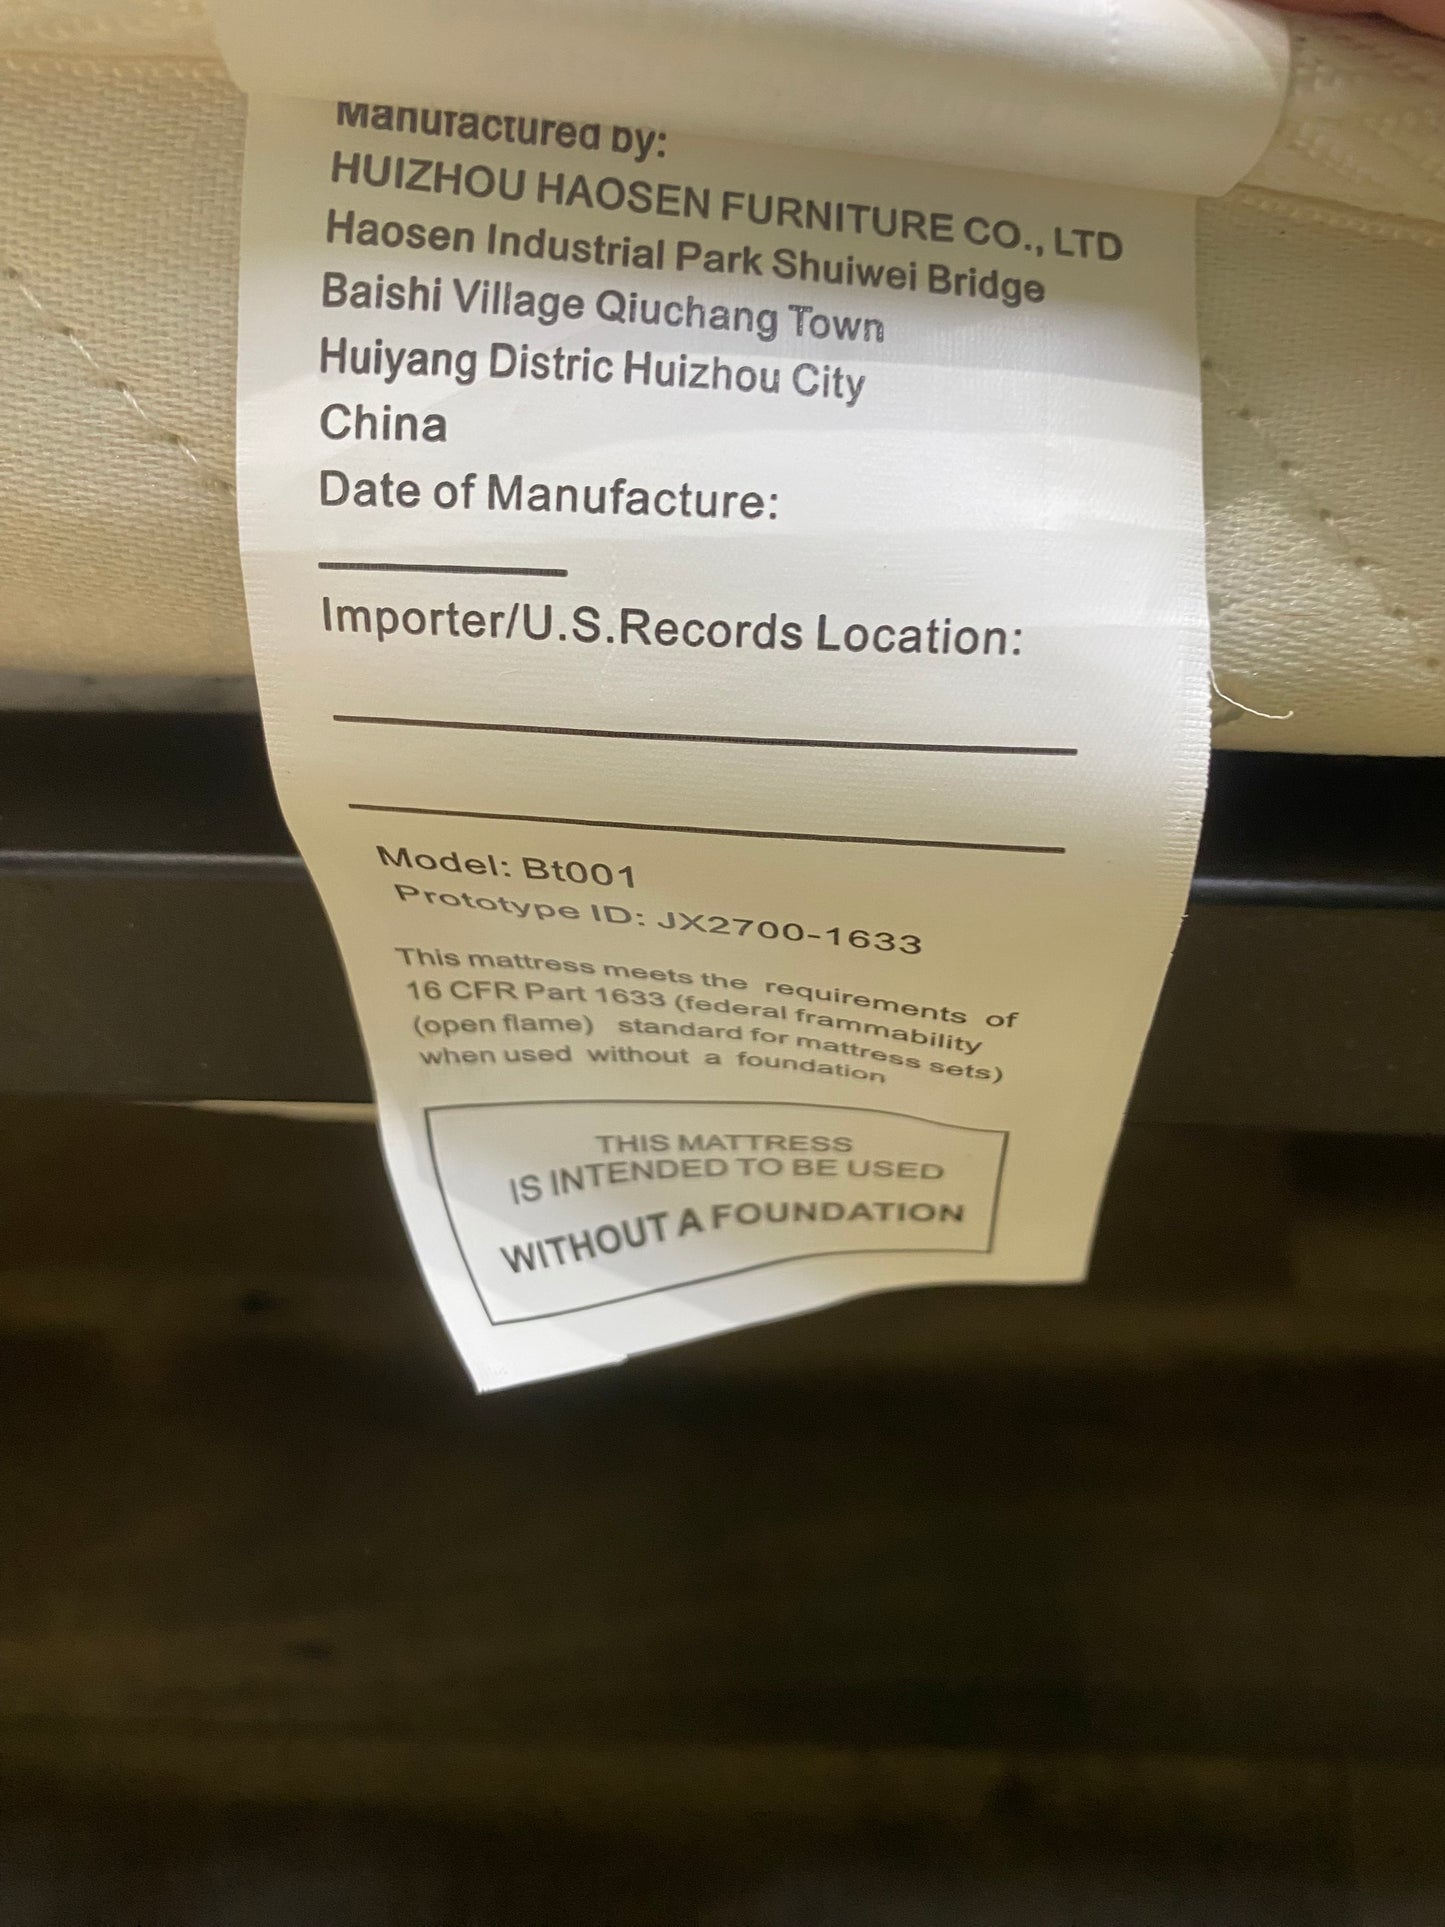 Manufactured by:
HUIZHOU HAOSEN FURNITURE CO., LTD
Haosen Industrial Park Shuiwei Bridge
Baishi Village Qiuchang Town
Huiyang Distric Huizhou City
China
Date of Manufacture:
Importer/U.S.Records Location:
Model: Bt001
Prototype ID: JX2700-1633
This mattress meets the requirements of
16 CFR Part 1633 (federal frammability
(open flame) standard for mattress sets)
when used without a foundation
THIS MATTRESS
IS INTENDED TO BE USED
WITHOUT A FOUNDATION